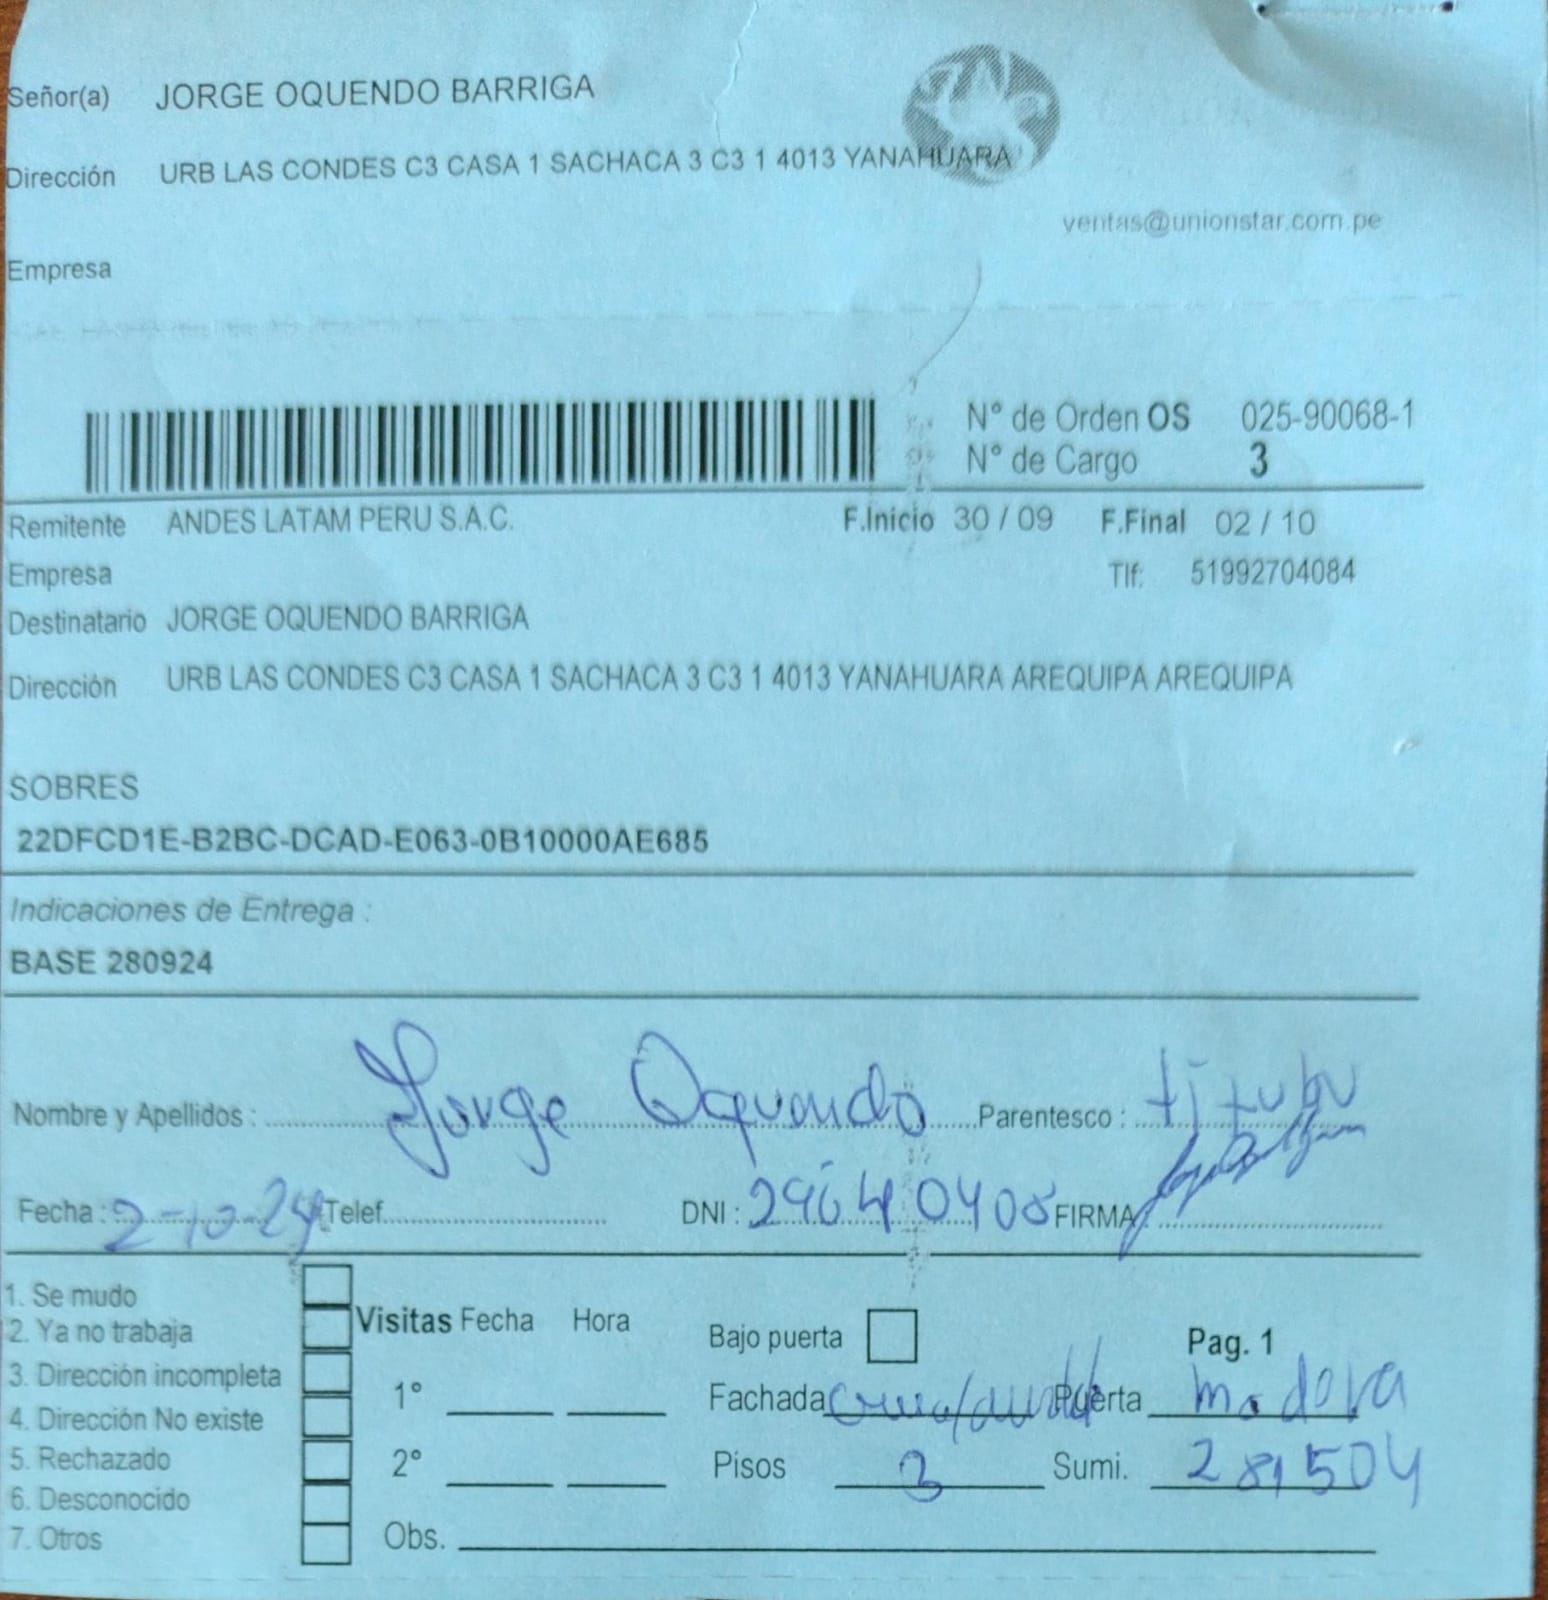 Señor(a) JORGE OQUENDO BARRIGA
Dirección URB LAS CONDES C3 CASA 1 SACHACA 3 C3 1 4013 YANAHUARA
ventas@unionstar.com.pe
Empresa
N° de Orden OS 025-90068-1
N° de Cargo 3
Remitente ANDES LATAM PERU S.A.C. F.Inicio 30 / 09 F.Final 02 / 10
Empresa Tlf: 51992704084
Destinatario JORGE OQUENDO BARRIGA
Dirección URB LAS CONDES C3 CASA 1 SACHACA 3 C3 1 4013 YANAHUARA AREQUIPA AREQUIPA
SOBRES
22DFCD1E-B2BC-DCAD-E063-0B10000AE685
Indicaciones de Entrega :
BASE 280924
Nombre y Apellidos : Jorge Oquendo Parentesco :
Fecha : 2-10-24 Telef. DNI : FIRMA :
1. Se mudo
2. Ya no trabaja
3. Dirección incompleta
4. Dirección No existe
5. Rechazado
6. Desconocido
7. Otros
Visitas Fecha Hora
1°
2°
Obs.
Bajo puerta Pag. 1
Fachada Puerta madera
Pisos 3 Sumi. 281504